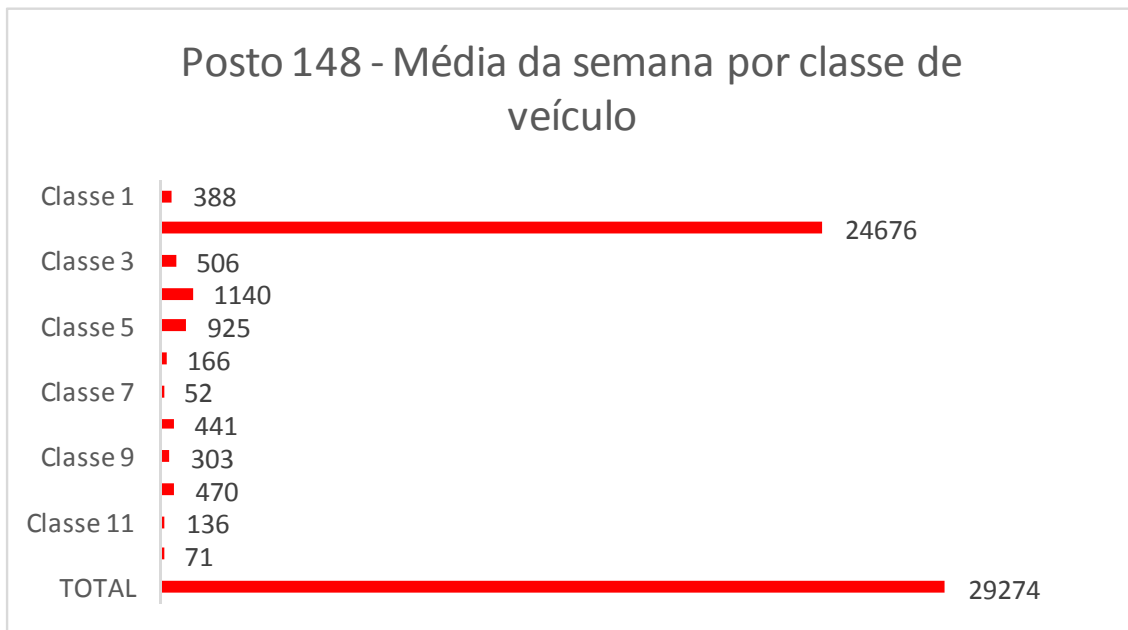 Posto 148 - Média da semana por classe de
veículo
Classe 1 388
24676
Classe 3 506
1140
Classe 5 925
166
Classe 7 52
441
Classe 9 303
470
Classe 11 136
71
TOTAL 29274